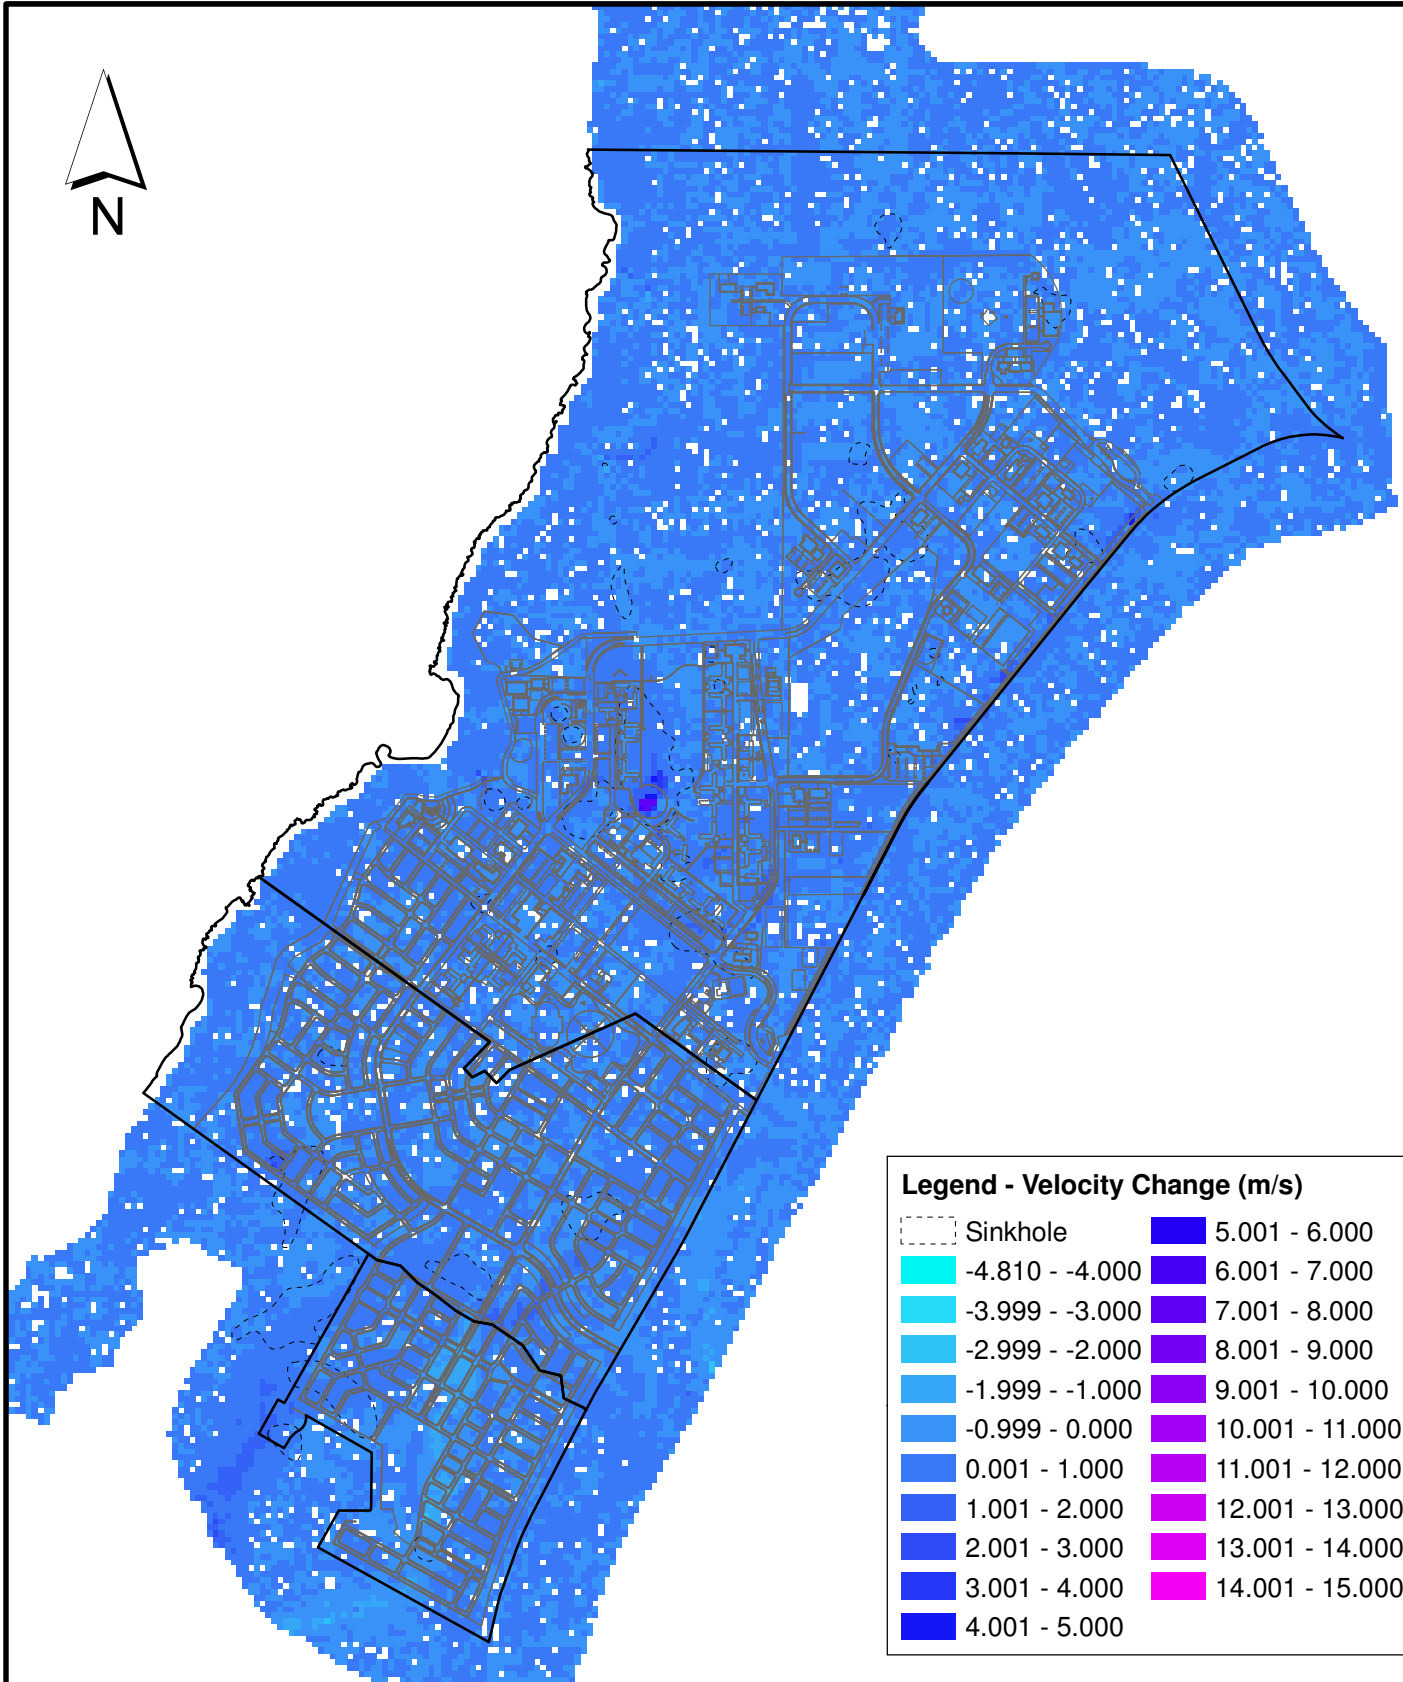 N
Legend - Velocity Change (m/s)
Sinkhole
-4.810 - -4.000
-3.999 - -3.000
-2.999 - -2.000
-1.999 - -1.000
-0.999 - 0.000
0.001 - 1.000
1.001 - 2.000
2.001 - 3.000
3.001 - 4.000
4.001 - 5.000
5.001 - 6.000
6.001 - 7.000
7.001 - 8.000
8.001 - 9.000
9.001 - 10.000
10.001 - 11.000
11.001 - 12.000
12.001 - 13.000
13.001 - 14.000
14.001 - 15.000